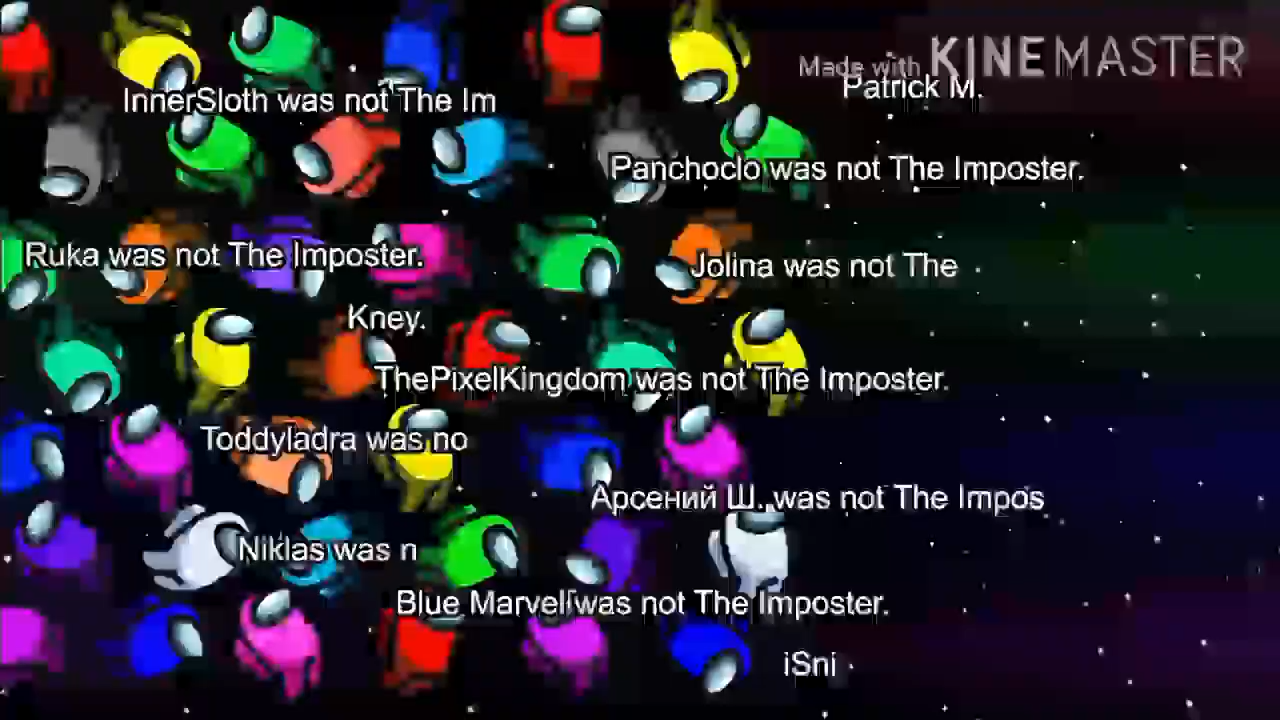 Made with KINEMASTER
Patrick M.
InnerSloth was not The Im
Panchoclo was not The Imposter.
Ruka was not The Imposter.
Jolina was not The
Kney.
ThePixelKingdom was not The Imposter.
Toddyladra was no
Арсений Ш. was not The Impos
Niklas was n
Blue Marvel was not The Imposter.
iSni